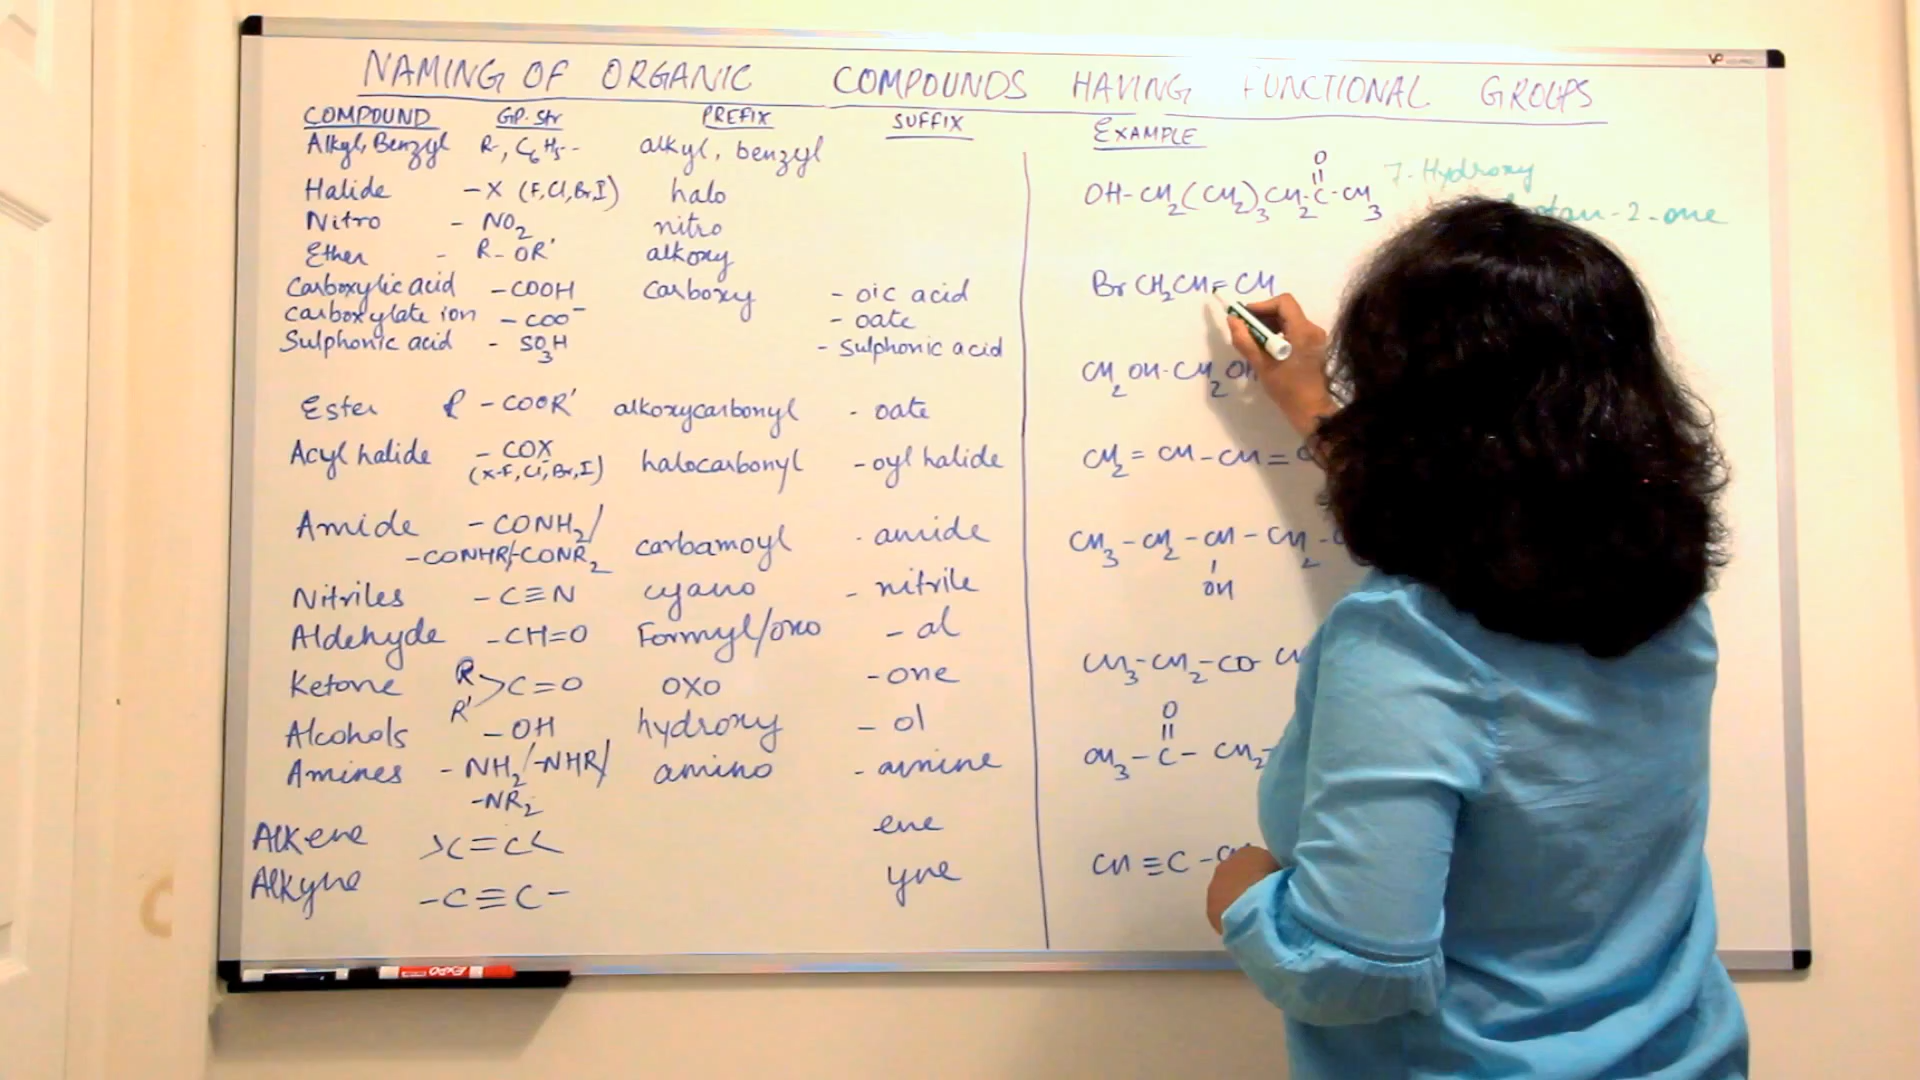 NAMING OF ORGANIC COMPOUNDS HAVING FUNCTIONAL GROUPS
COMPOUND GP. Str PREFIX SUFFIX
Alkyl, Benzyl R-, C6H5- alkyl, benzyl
Halide -X (F,Cl,Br,I) halo
Nitro - NO2 nitro
Ether - R-OR' alkoxy
Carboxylic acid -COOH carboxy - oic acid
Carboxylate ion - COO⁻ - oate
Sulphonic acid - SO3H - Sulphonic acid
Ester R -COOR' alkoxycarbonyl - oate
Acyl halide - COX halocarbonyl - oyl halide
(X-F, Cl, Br, I)
Amide - CONH2/ carbamoyl - amide
-CONHR/-CONR2
Nitriles -C≡N cyano - nitrile
Aldehyde -CH=O Formyl/oxo - al
Ketone R R' >C=O oxo -one
Alcohols -OH hydroxy - ol
Amines - NH2/-NHR/ amino - amine
-NR2
Alkene >C=C< ene
Alkyne -C≡C- yne
EXAMPLE
O
||
OH-CH2(CH2)3CH2-C-CH3 7-Hydroxy
-2-one
Br CH2CH=CH
CH2OH-CH2OH
CH2=CH-CH=
CH3-CH2-CH-CH2-
OH
CH3-CH2-CO-
O
||
CH3-C-CH2-
CH≡C-